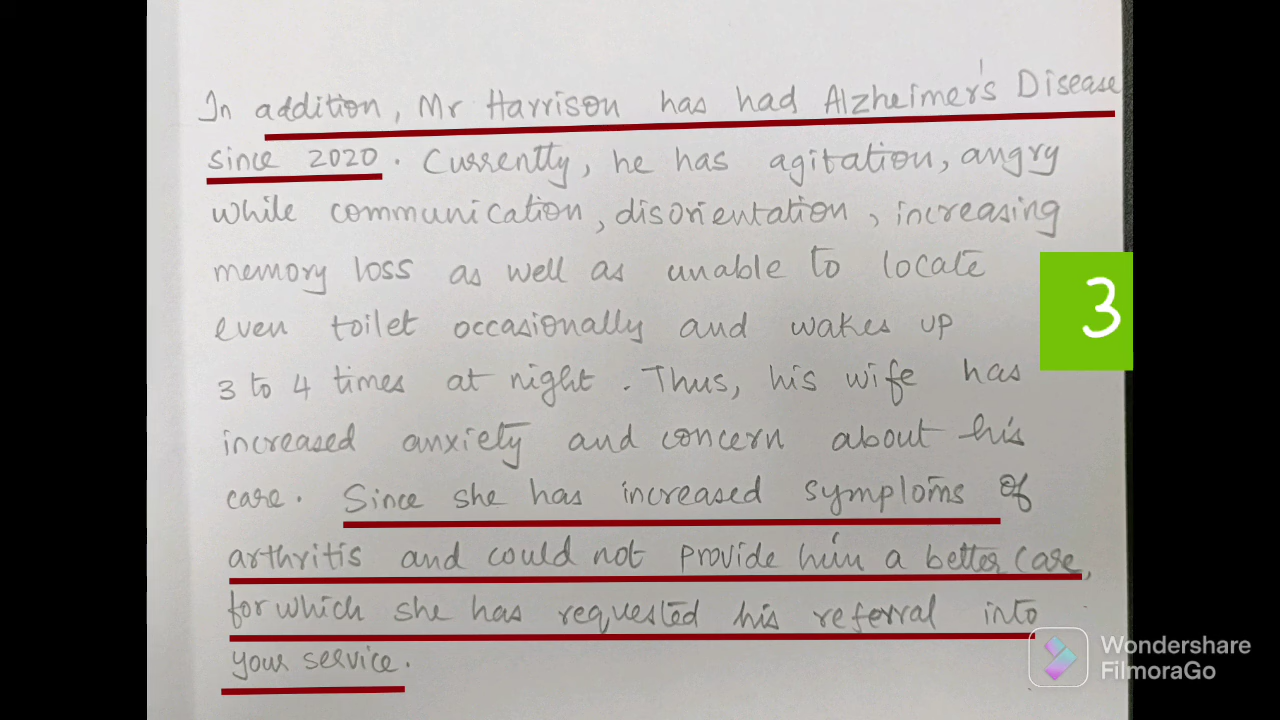 In addition, Mr Harrison has had Alzheimer's Disease
since 2020. Currently, he has agitation, angry
while communication, disorientation, increasing
memory loss as well as unable to locate
even toilet occasionally and wakes up
3 to 4 times at night. Thus, his wife has
increased anxiety and concern about his
care. Since she has increased symptoms of
arthritis and could not provide him a better care,
for which she has requested his referral into
your service.
3
Wondershare
FilmoraGo